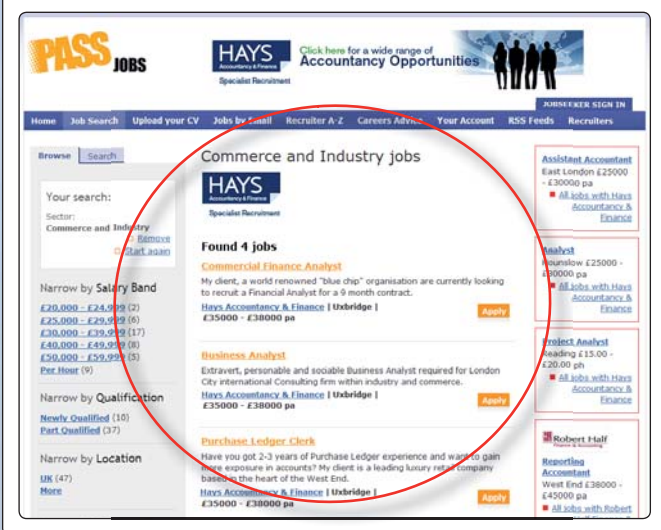 PASS JOBS
HAYS
Accountancy & Finance
Specialist Recruitment
Click here for a wide range of
Accountancy Opportunities
JOBSEEKER SIGN IN
Home Job Search Upload your CV Jobs by Email Recruiter A-Z Careers Advice Your Account RSS Feeds Recruiters
Browse Search
Your search:
Sector:
Commerce and Industry
Remove
Start again
Narrow by Salary Band
£20,000 - £24,999 (2)
£25,000 - £29,999 (6)
£30,000 - £39,999 (17)
£40,000 - £49,999 (8)
£50,000 - £59,999 (5)
Per Hour (9)
Narrow by Qualification
Newly Qualified (10)
Part Qualified (37)
Narrow by Location
UK (47)
More
Commerce and Industry jobs
HAYS
Accountancy & Finance
Specialist Recruitment
Found 4 jobs
Commercial Finance Analyst
My client, a world renowned "blue chip" organisation are currently looking
to recruit a Financial Analyst for a 9 month contract.
Hays Accountancy & Finance | Uxbridge |
£35000 - £38000 pa
Apply
Business Analyst
Extravert, personable and sociable Business Analyst required for London
City international Consulting firm within industry and commerce.
Hays Accountancy & Finance | Uxbridge |
£35000 - £38000 pa
Apply
Purchase Ledger Clerk
Have you got 2-3 years of Purchase Ledger experience and want to gain
more exposure in accounts? My client is a leading luxury retail company
based in the heart of the West End.
Hays Accountancy & Finance | Uxbridge |
£35000 - £38000 pa
Apply
Assistant Accountant
East London £25000
- £30000 pa
All jobs with Hays
Accountancy &
Finance
Analyst
Hounslow £25000 -
£30000 pa
All jobs with Hays
Accountancy &
Finance
Project Analyst
Reading £15.00 -
£20.00 ph
All jobs with Hays
Accountancy &
Finance
Robert Half
Finance & Accounting
Reporting
Accountant
West End £38000 -
£45000 pa
All jobs with Robert